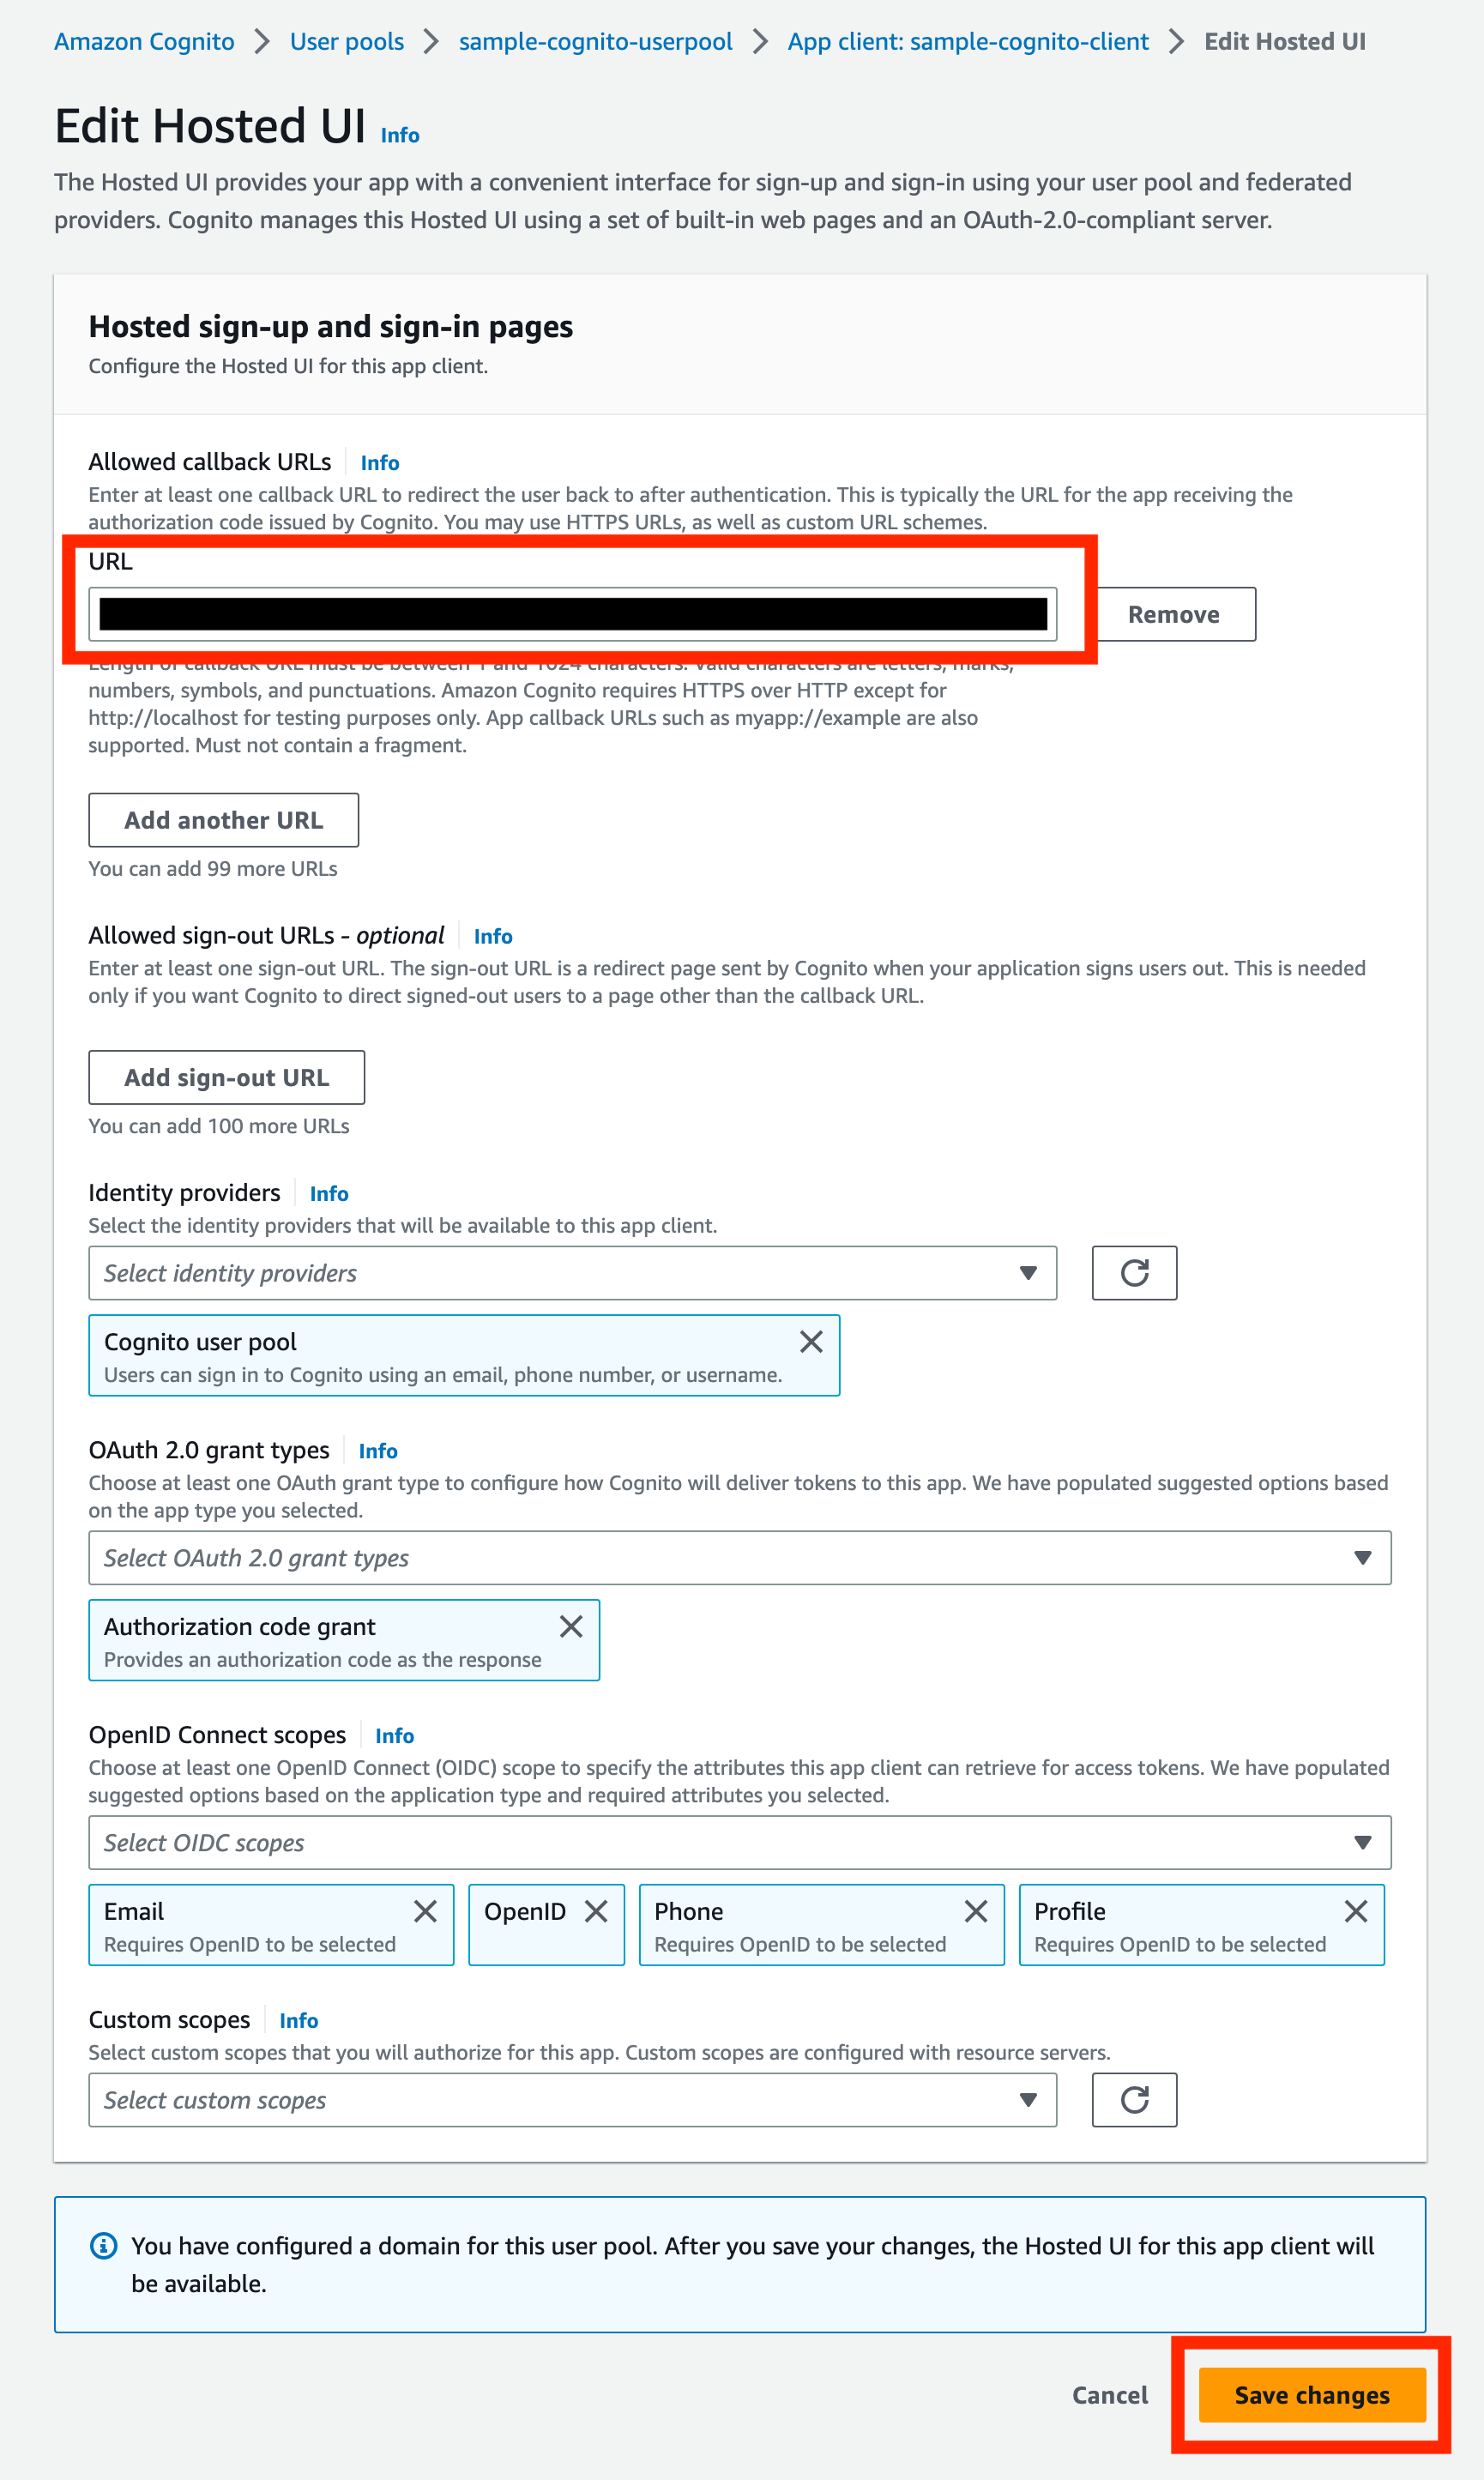 Amazon Cognito > User pools > sample-cognito-userpool > App client: sample-cognito-client > Edit Hosted UI
Edit Hosted UI Info
The Hosted UI provides your app with a convenient interface for sign-up and sign-in using your user pool and federated
providers. Cognito manages this Hosted UI using a set of built-in web pages and an OAuth-2.0-compliant server.
Hosted sign-up and sign-in pages
Configure the Hosted UI for this app client.
Allowed callback URLs Info
Enter at least one callback URL to redirect the user back to after authentication. This is typically the URL for the app receiving the
authorization code issued by Cognito. You may use HTTPS URLs, as well as custom URL schemes.
URL
Remove
Length of callback URL must be between 1 and 1024 characters. Valid characters are letters, marks,
numbers, symbols, and punctuations. Amazon Cognito requires HTTPS over HTTP except for
http://localhost for testing purposes only. App callback URLs such as myapp://example are also
supported. Must not contain a fragment.
Add another URL
You can add 99 more URLs
Allowed sign-out URLs - optional Info
Enter at least one sign-out URL. The sign-out URL is a redirect page sent by Cognito when your application signs users out. This is needed
only if you want Cognito to direct signed-out users to a page other than the callback URL.
Add sign-out URL
You can add 100 more URLs
Identity providers Info
Select the identity providers that will be available to this app client.
Select identity providers
Cognito user pool
Users can sign in to Cognito using an email, phone number, or username.
OAuth 2.0 grant types Info
Choose at least one OAuth grant type to configure how Cognito will deliver tokens to this app. We have populated suggested options based
on the app type you selected.
Select OAuth 2.0 grant types
Authorization code grant
Provides an authorization code as the response
OpenID Connect scopes Info
Choose at least one OpenID Connect (OIDC) scope to specify the attributes this app client can retrieve for access tokens. We have populated
suggested options based on the application type and required attributes you selected.
Select OIDC scopes
Email OpenID Phone Profile
Requires OpenID to be selected Requires OpenID to be selected Requires OpenID to be selected
Custom scopes Info
Select custom scopes that you will authorize for this app. Custom scopes are configured with resource servers.
Select custom scopes
You have configured a domain for this user pool. After you save your changes, the Hosted UI for this app client will
be available.
Cancel Save changes